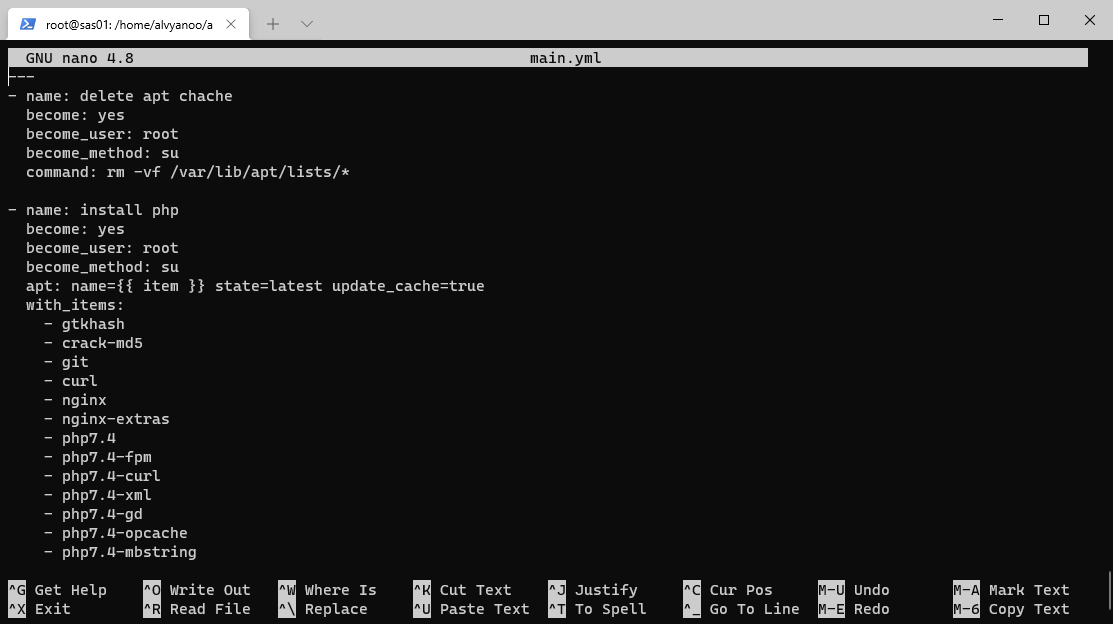 root@sas01: /home/alvyanoo/a
GNU nano 4.8 main.yml
---
- name: delete apt chache
  become: yes
  become_user: root
  become_method: su
  command: rm -vf /var/lib/apt/lists/*

- name: install php
  become: yes
  become_user: root
  become_method: su
  apt: name={{ item }} state=latest update_cache=true
  with_items:
    - gtkhash
    - crack-md5
    - git
    - curl
    - nginx
    - nginx-extras
    - php7.4
    - php7.4-fpm
    - php7.4-curl
    - php7.4-xml
    - php7.4-gd
    - php7.4-opcache
    - php7.4-mbstring
^G Get Help ^O Write Out ^W Where Is ^K Cut Text ^J Justify ^C Cur Pos M-U Undo M-A Mark Text
^X Exit ^R Read File ^\ Replace ^U Paste Text ^T To Spell ^_ Go To Line M-E Redo M-6 Copy Text